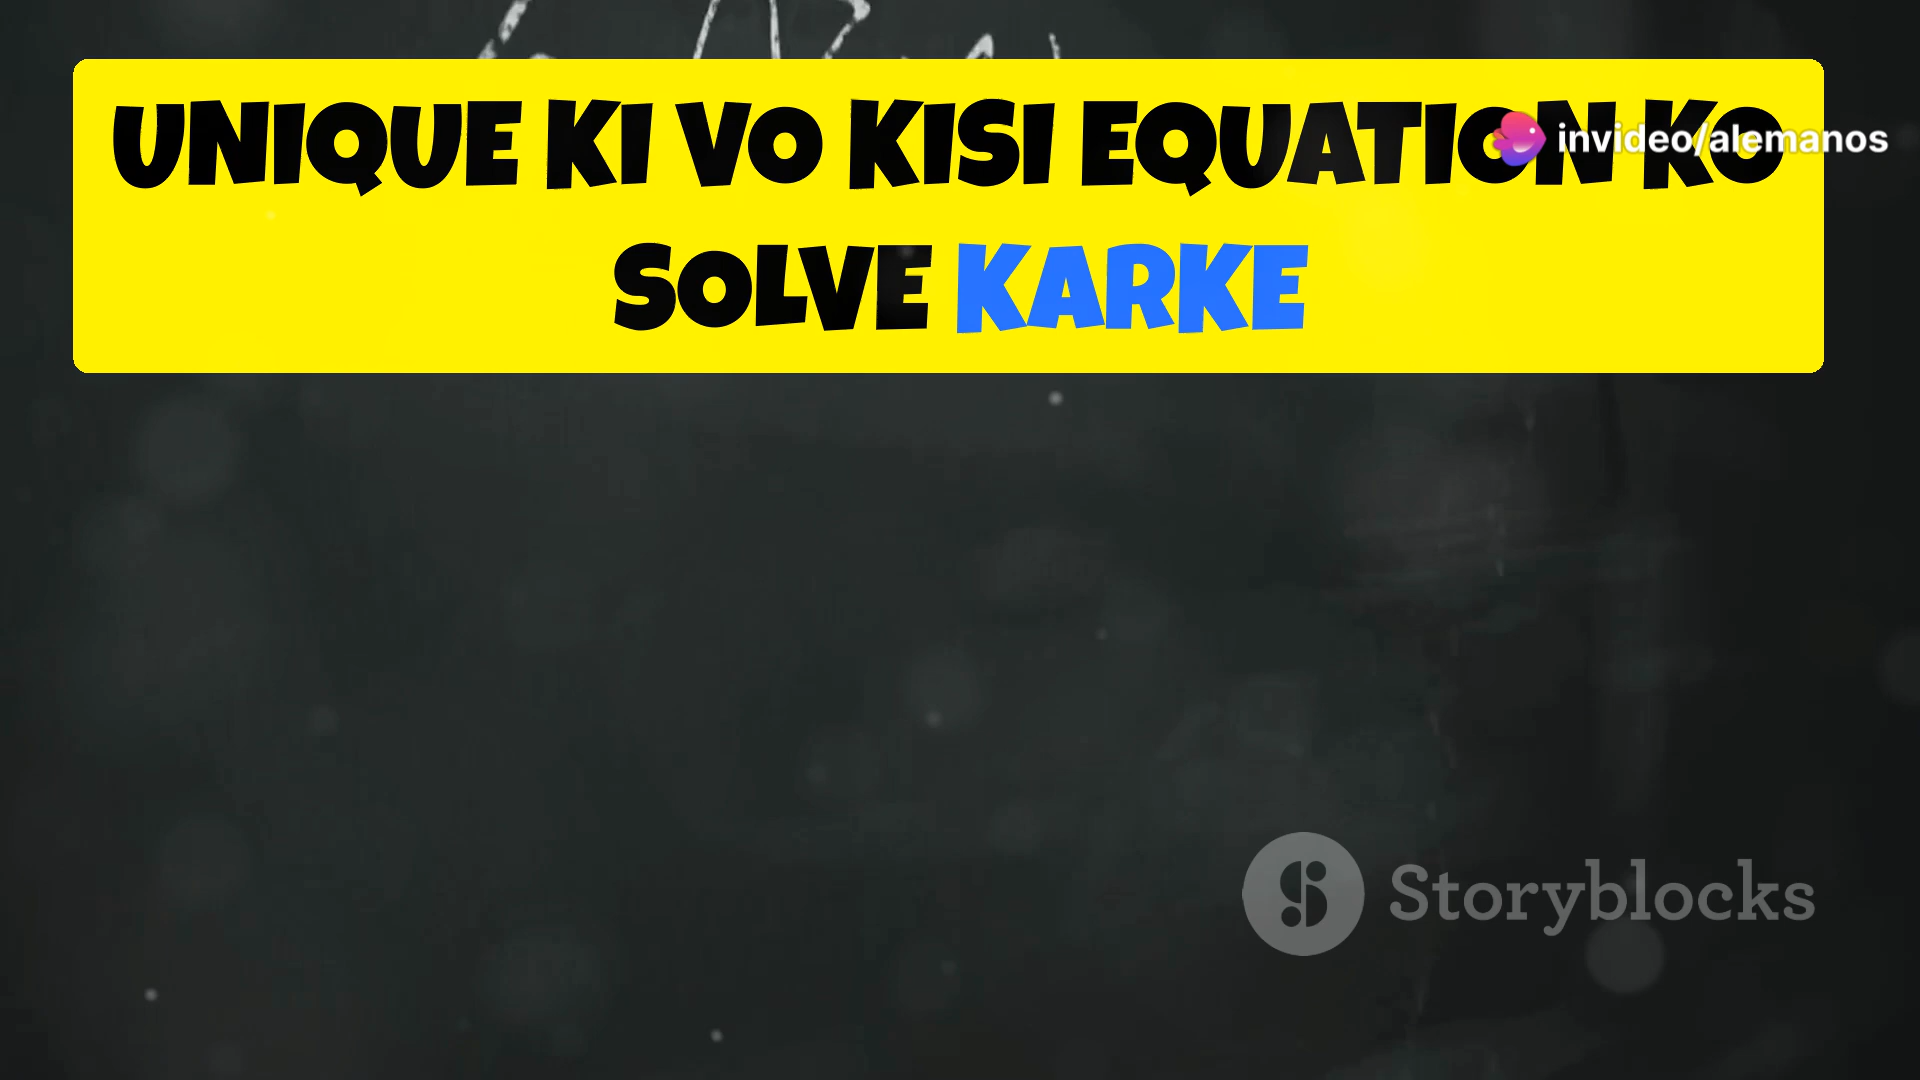 UNIQUE KI VO KISI EQUATION KO
invideo/alemanos
SOLVE KARKE
Storyblocks